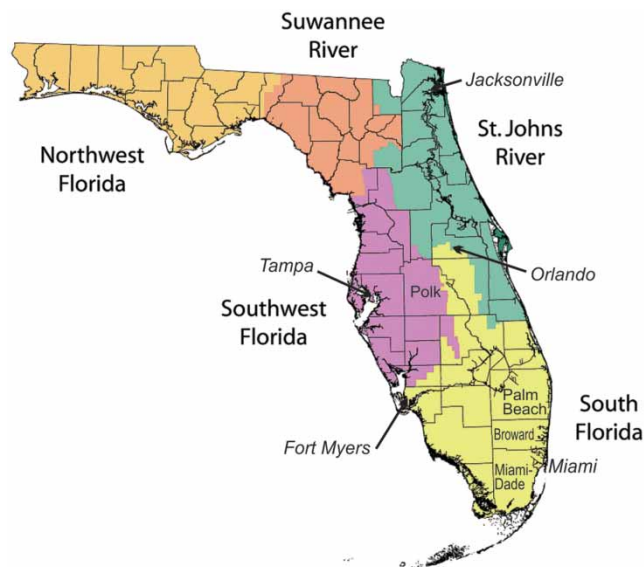 Suwannee
River
Jacksonville
St. Johns
River
Northwest
Florida
Orlando
Tampa
Polk
Southwest
Florida
Palm
Beach
South
Florida
Broward
Fort Myers
Miami-
Dade
Miami